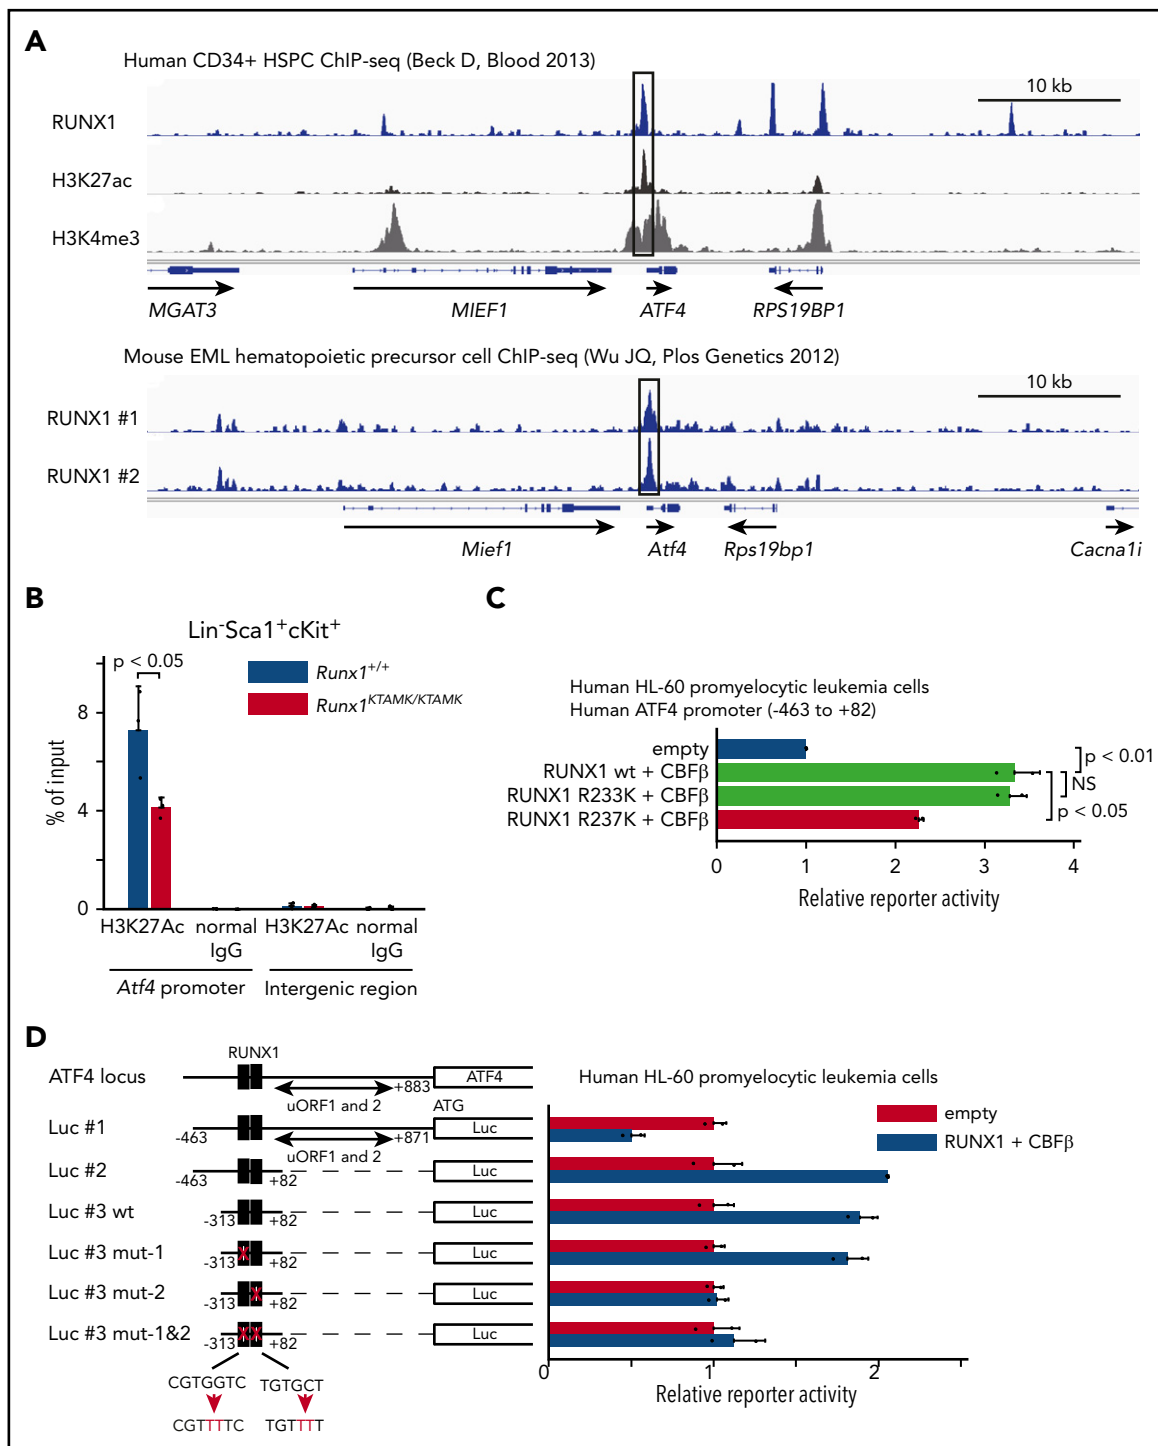 A
Human CD34+ HSPC ChIP-seq (Beck D, Blood 2013)
10 kb
RUNX1
H3K27ac
H3K4me3
MGAT3 MIEF1 ATF4 RPS19BP1
Mouse EML hematopoietic precursor cell ChIP-seq (Wu JQ, Plos Genetics 2012)
10 kb
RUNX1 #1
RUNX1 #2
Mief1 Atf4 Rps19bp1 Cacna1i
B
Lin-Sca1+cKit+
p < 0.05
Runx1+/+
Runx1KTAMK/KTAMK
% of input
8
4
0
H3K27Ac normal IgG H3K27Ac normal IgG
Atf4 promoter Intergenic region
C
Human HL-60 promyelocytic leukemia cells
Human ATF4 promoter (-463 to +82)
empty
RUNX1 wt + CBFβ
RUNX1 R233K + CBFβ
RUNX1 R237K + CBFβ
p < 0.01
NS
p < 0.05
0 1 2 3 4
Relative reporter activity
D
RUNX1
ATF4 locus +883 ATF4
uORF1 and 2
ATG
Luc #1 -463 +871 Luc
uORF1 and 2
Luc #2 -463 +82 Luc
Luc #3 wt -313 +82 Luc
Luc #3 mut-1 -313 +82 Luc
Luc #3 mut-2 -313 +82 Luc
Luc #3 mut-1&2 -313 +82 Luc
CGTGGTC TGTGCT
CGTTTTC TGTTTT
Human HL-60 promyelocytic leukemia cells
empty
RUNX1 + CBFβ
0 1 2
Relative reporter activity